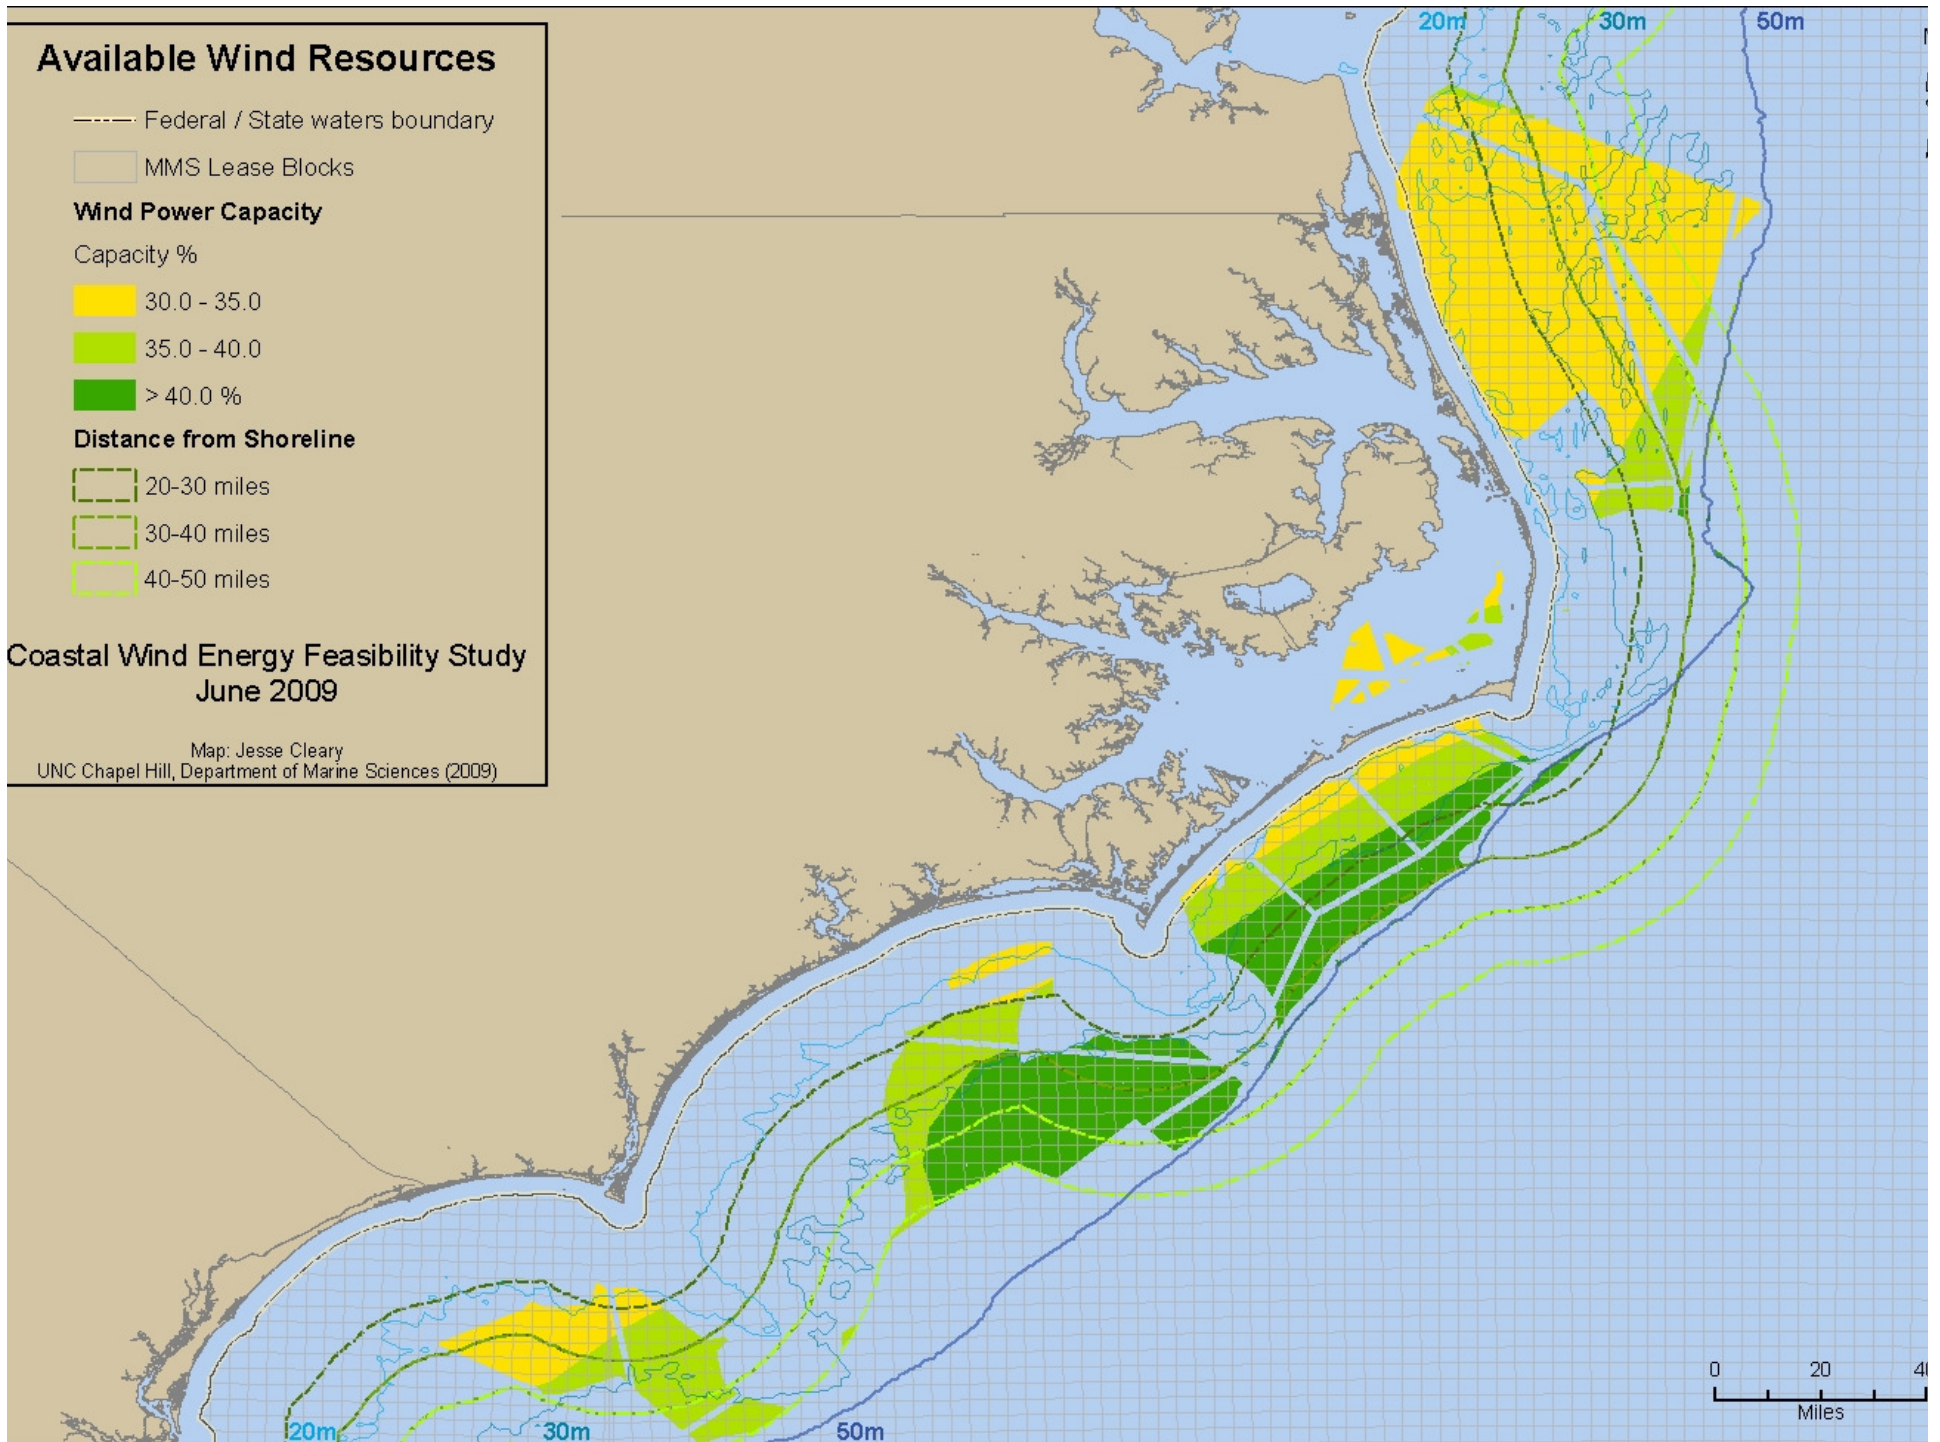 Available Wind Resources
Federal / State waters boundary
MMS Lease Blocks
Wind Power Capacity
Capacity %
30.0 - 35.0
35.0 - 40.0
> 40.0 %
Distance from Shoreline
20-30 miles
30-40 miles
40-50 miles
Coastal Wind Energy Feasibility Study
June 2009
Map: Jesse Cleary
UNC Chapel Hill, Department of Marine Sciences (2009)
20m 30m 50m
20m 30m 50m
0 20
Miles